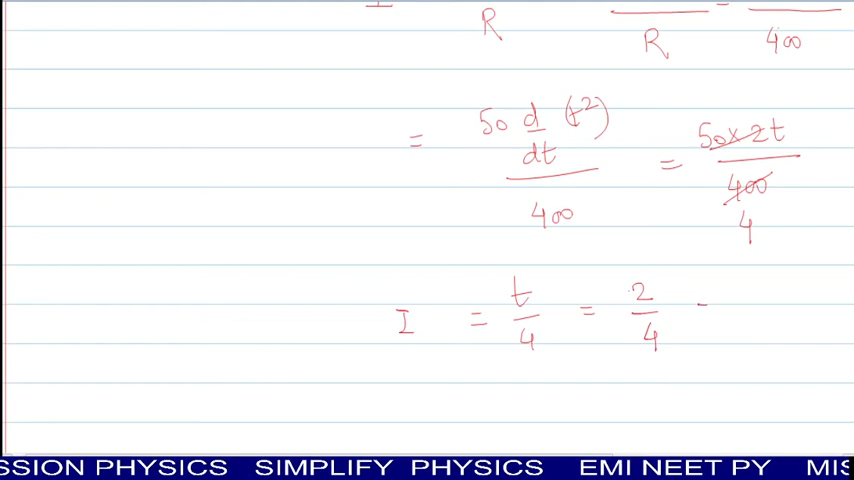 R R 400
= 50 d/dt (t²) / 400 = 50 × 2t / 400
4
I = t/4 = 2/4 -
SSION PHYSICS SIMPLIFY PHYSICS EMI NEET PY MIS